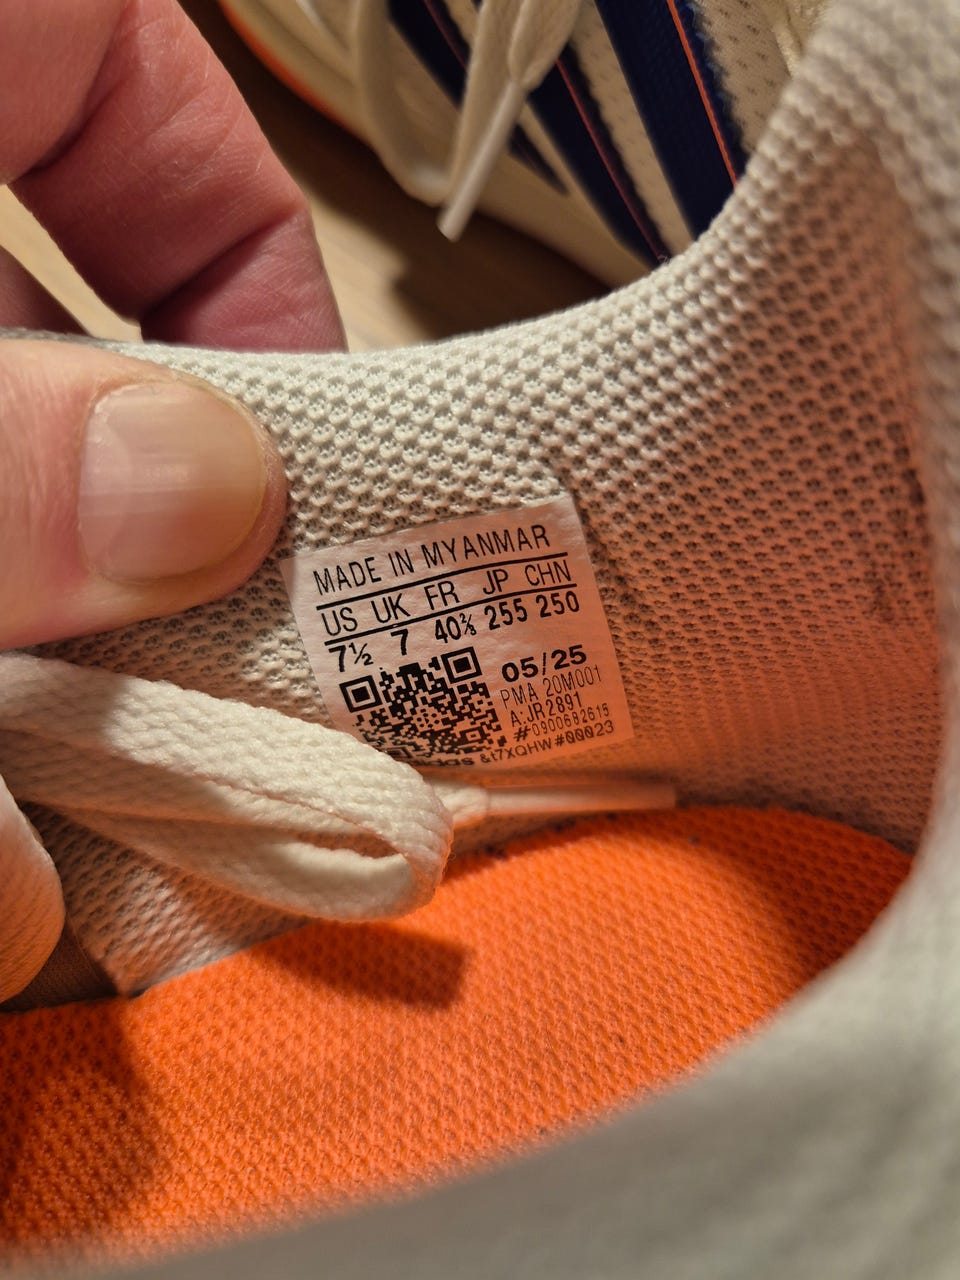 MADE IN MYANMAR
US UK FR JP CHN
7½ 7 40⅔ 255 250
05/25
PMA 20M001
A:JR2891
#0900682615
&t7XQHW#00023